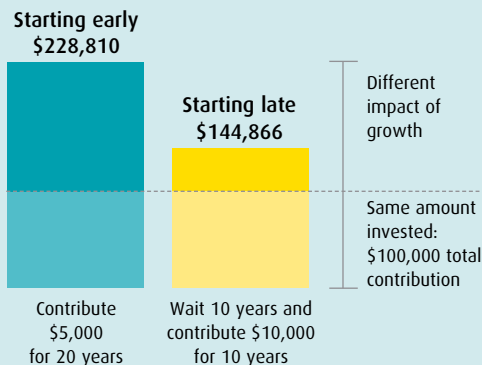 Starting early
$228,810
Starting late
$144,866
Different
impact of
growth
Same amount
invested:
$100,000 total
contribution
Contribute
$5,000
for 20 years
Wait 10 years and
contribute $10,000
for 10 years